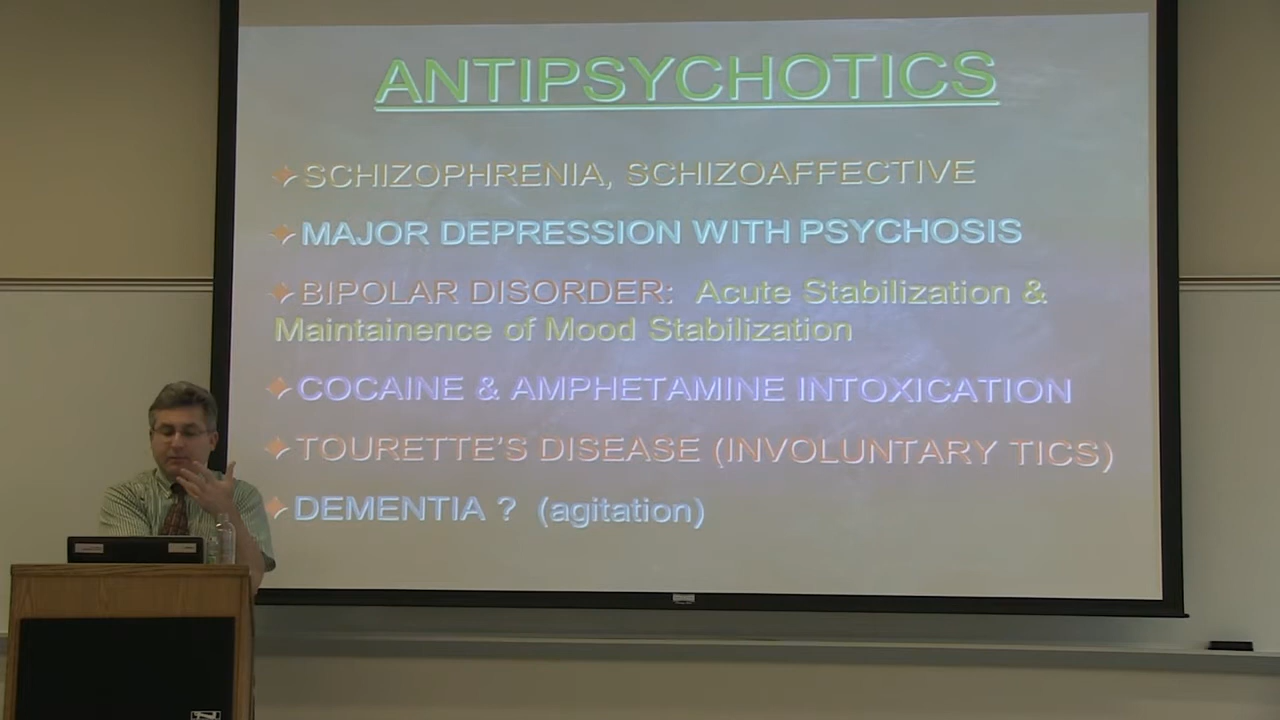 ANTIPSYCHOTICS
SCHIZOPHRENIA, SCHIZOAFFECTIVE
MAJOR DEPRESSION WITH PSYCHOSIS
BIPOLAR DISORDER: Acute Stabilization &
Maintainence of Mood Stabilization
COCAINE & AMPHETAMINE INTOXICATION
TOURETTE'S DISEASE (INVOLUNTARY TICS)
DEMENTIA ? (agitation)